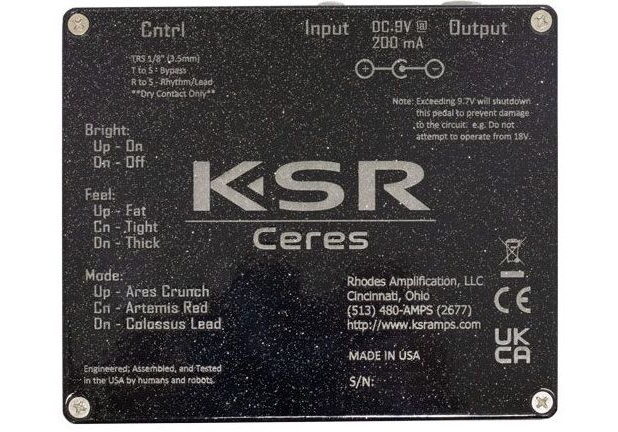 Cntrl
TRS 1/8" (3.5mm)
T to S : Bypass
R to S - Rhythm/Lead
**Dry Contact Only**
Input
DC.9V @
200 mA
Output
Note: Exceeding 9.7V will shutdown
this pedal to prevent damage
to the circuit. e.g. Do not
attempt to operate from 18V.
Bright:
Up - On
Dn - Off
Feel:
Up - Fat
Cn - Tight
Dn - Thick
Mode:
Up - Ares Crunch
Cn - Artemis Red
Dn - Colossus Lead
KSR
Ceres
Rhodes Amplification, LLC
Cincinnati, Ohio
(513) 480-AMPS (2677)
http://www.ksramps.com
MADE IN USA
S/N:
CE
UK
CA
Engineered, Assembled, and Tested
in the USA by humans and robots.